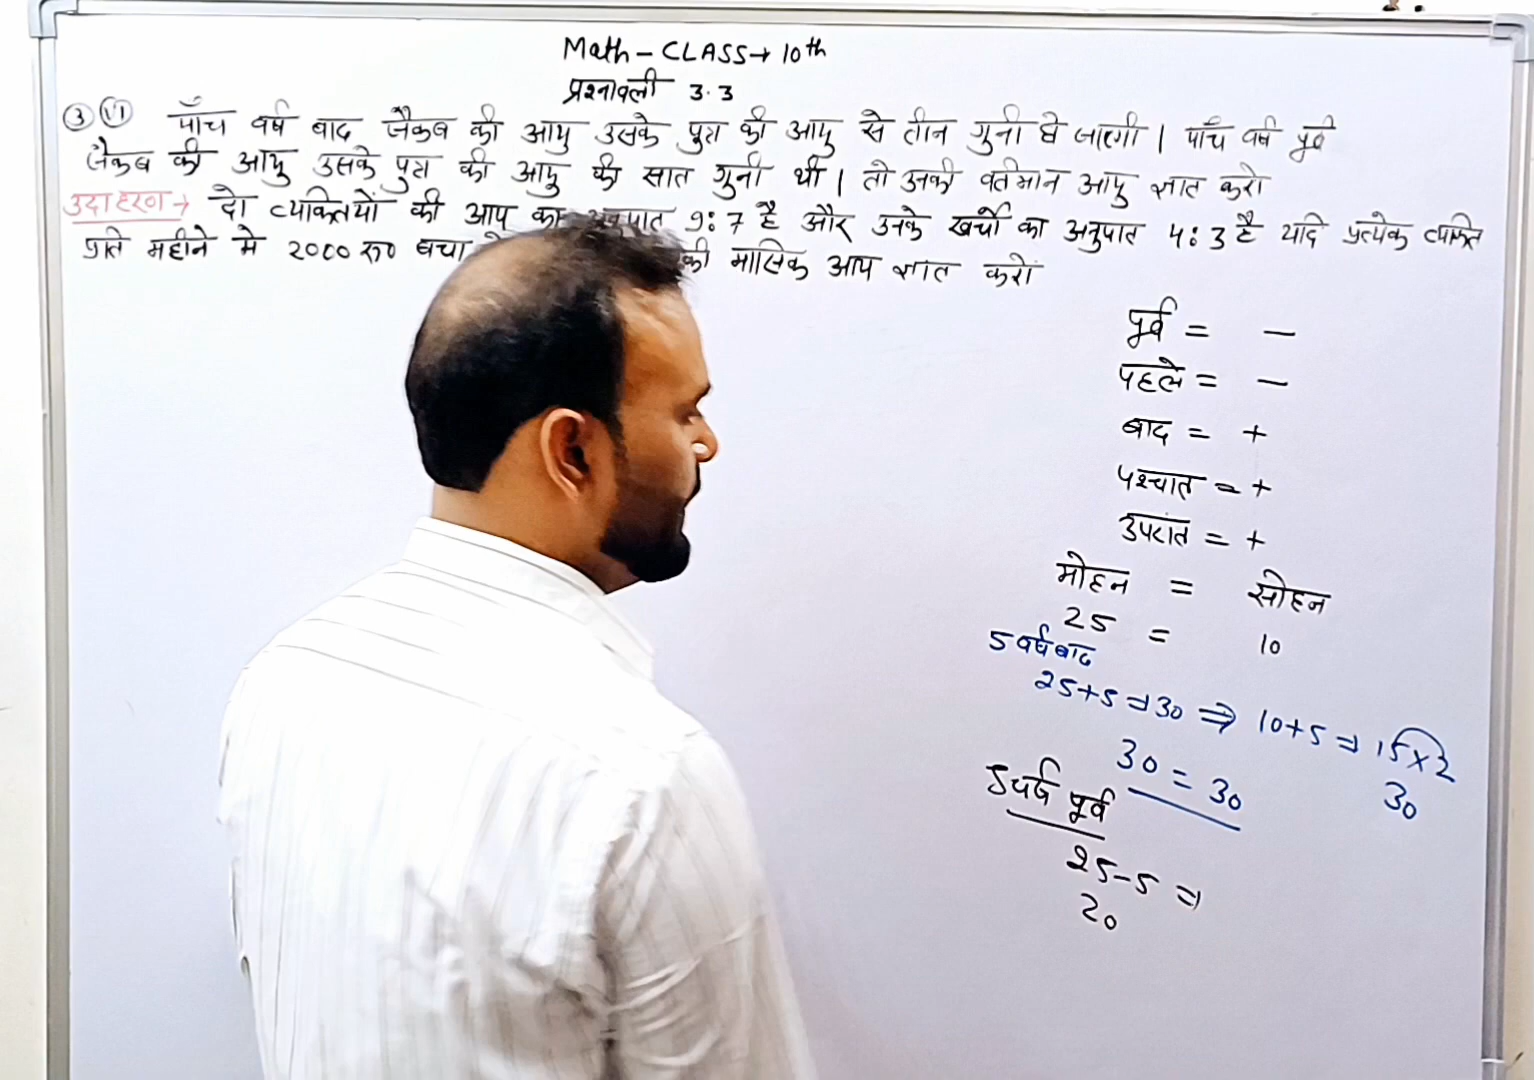 Math - CLASS → 10th
प्रश्नावली 3.3
③ (VI) पाँच वर्ष बाद जैकब की आयु उसके पुत्र की आयु से तीन गुनी हो जाएगी । पाँच वर्ष पूर्व
जैकब की आयु उसके पुत्र की आयु की सात गुनी थी । तो उनकी वर्तमान आयु ज्ञात करो
उदाहरण → दो व्यक्तियों की आय का अनुपात 9:7 है और उनके खर्चो का अनुपात 4:3 है यदि प्रत्येक व्यक्ति
प्रति महीने मे 2000 रू० बचा की मासिक आय ज्ञात करों
पूर्व = -
पहले = -
बाद = +
पश्चात = +
उपरांत = +
मोहन = सोहन
25 = 10
5 वर्ष बाद
25+5 ⇒ 30 ⇒ 10+5 ⇒ 15×2
30
30 = 30
5 वर्ष पूर्व
25-5 ⇒
20